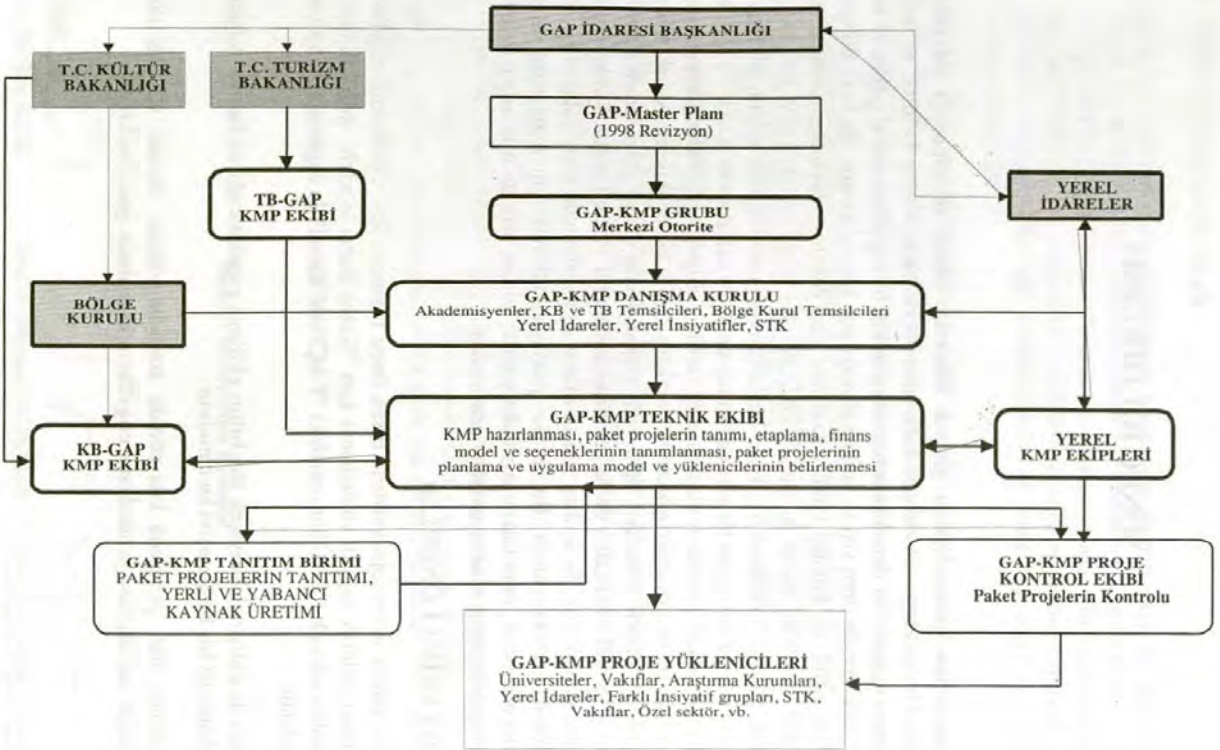 GAP İDARESİ BAŞKANLIĞI
T.C. KÜLTÜR
BAKANLIĞI
T.C. TURİZM
BAKANLIĞI
GAP-Master Planı
(1998 Revizyon)
TB-GAP
KMP EKİBİ
GAP-KMP GRUBU
Merkezi Otorite
YEREL
İDARELER
BÖLGE
KURULU
GAP-KMP DANIŞMA KURULU
Akademisyenler, KB ve TB Temsilcileri, Bölge Kurul Temsilcileri
Yerel İdareler, Yerel İnsiyatifler, STK
KB-GAP
KMP EKİBİ
GAP-KMP TEKNİK EKİBİ
KMP hazırlanması, paket projelerin tanımı, etaplama, finans
model ve seçeneklerinin tanımlanması, paket projelerinin
planlama ve uygulama model ve yüklenicilerinin belirlenmesi
YEREL
KMP EKİPLERİ
GAP-KMP TANITIM BİRİMİ
PAKET PROJELERİN TANITIMI,
YERLİ VE YABANCI
KAYNAK ÜRETİMİ
GAP-KMP PROJE
KONTROL EKİBİ
Paket Projelerin Kontrolu
GAP-KMP PROJE YÜKLENİCİLERİ
Üniversiteler, Vakıflar, Araştırma Kurumları,
Yerel İdareler, Farklı İnsiyatif grupları, STK,
Vakıflar, Özel sektör, vb.